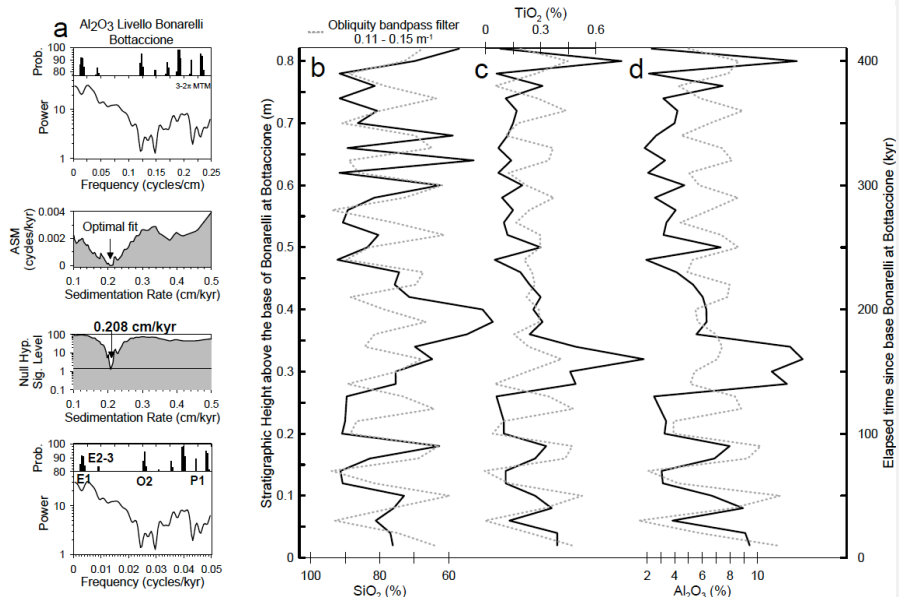 a
Al2O3 Livello Bonarelli
Bottaccione
Prob.
100
90
80
3-2π MTM
Power
10
1
0 0.05 0.1 0.15 0.2 0.25
Frequency (cycles/cm)
ASM
(cycles/kyr)
0.004
0.002
0
Optimal fit
0.1 0.2 0.3 0.4 0.5
Sedimentation Rate (cm/kyr)
0.208 cm/kyr
Null Hyp.
Sig. Level
100
10
1
0.1
0.1 0.2 0.3 0.4 0.5
Sedimentation Rate (cm/kyr)
Prob.
100
90
80
E1
E2-3
O2
P1
Power
10
1
0 0.01 0.02 0.03 0.04 0.05
Frequency (cycles/kyr)
Obliquity bandpass filter
0.11 - 0.15 m-1
TiO2 (%)
0 0.3 0.6
b
c
d
Stratigraphic Height above the base of Bonarelli at Bottaccione (m)
0.8
0.7
0.6
0.5
0.4
0.3
0.2
0.1
0
100 80 60
SiO2 (%)
2 4 6 8 10
Al2O3 (%)
400
300
200
100
0
Elapsed time since base Bonarelli at Bottaccione (kyr)